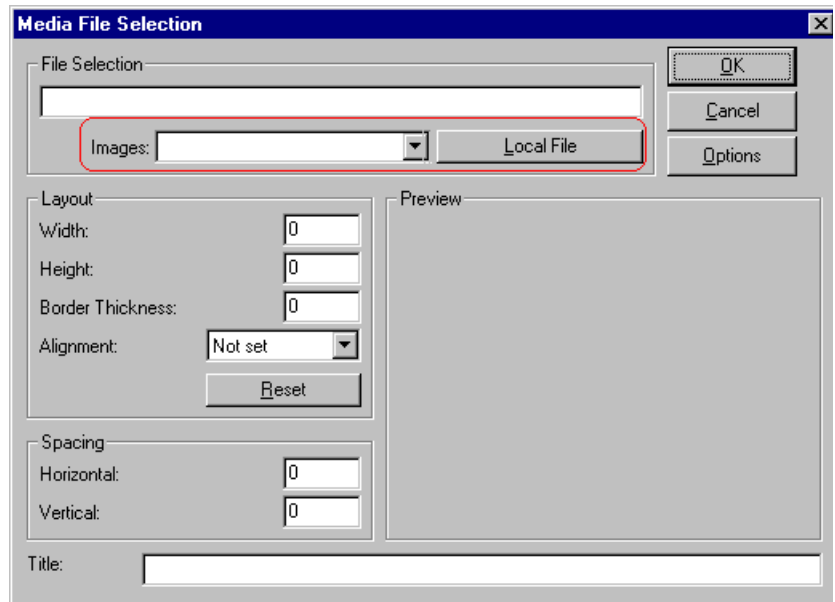 Media File Selection
File Selection
OK
Cancel
Images:
Local File
Options
Layout
Width: 0
Height: 0
Border Thickness: 0
Alignment: Not set
Reset
Preview
Spacing
Horizontal: 0
Vertical: 0
Title: